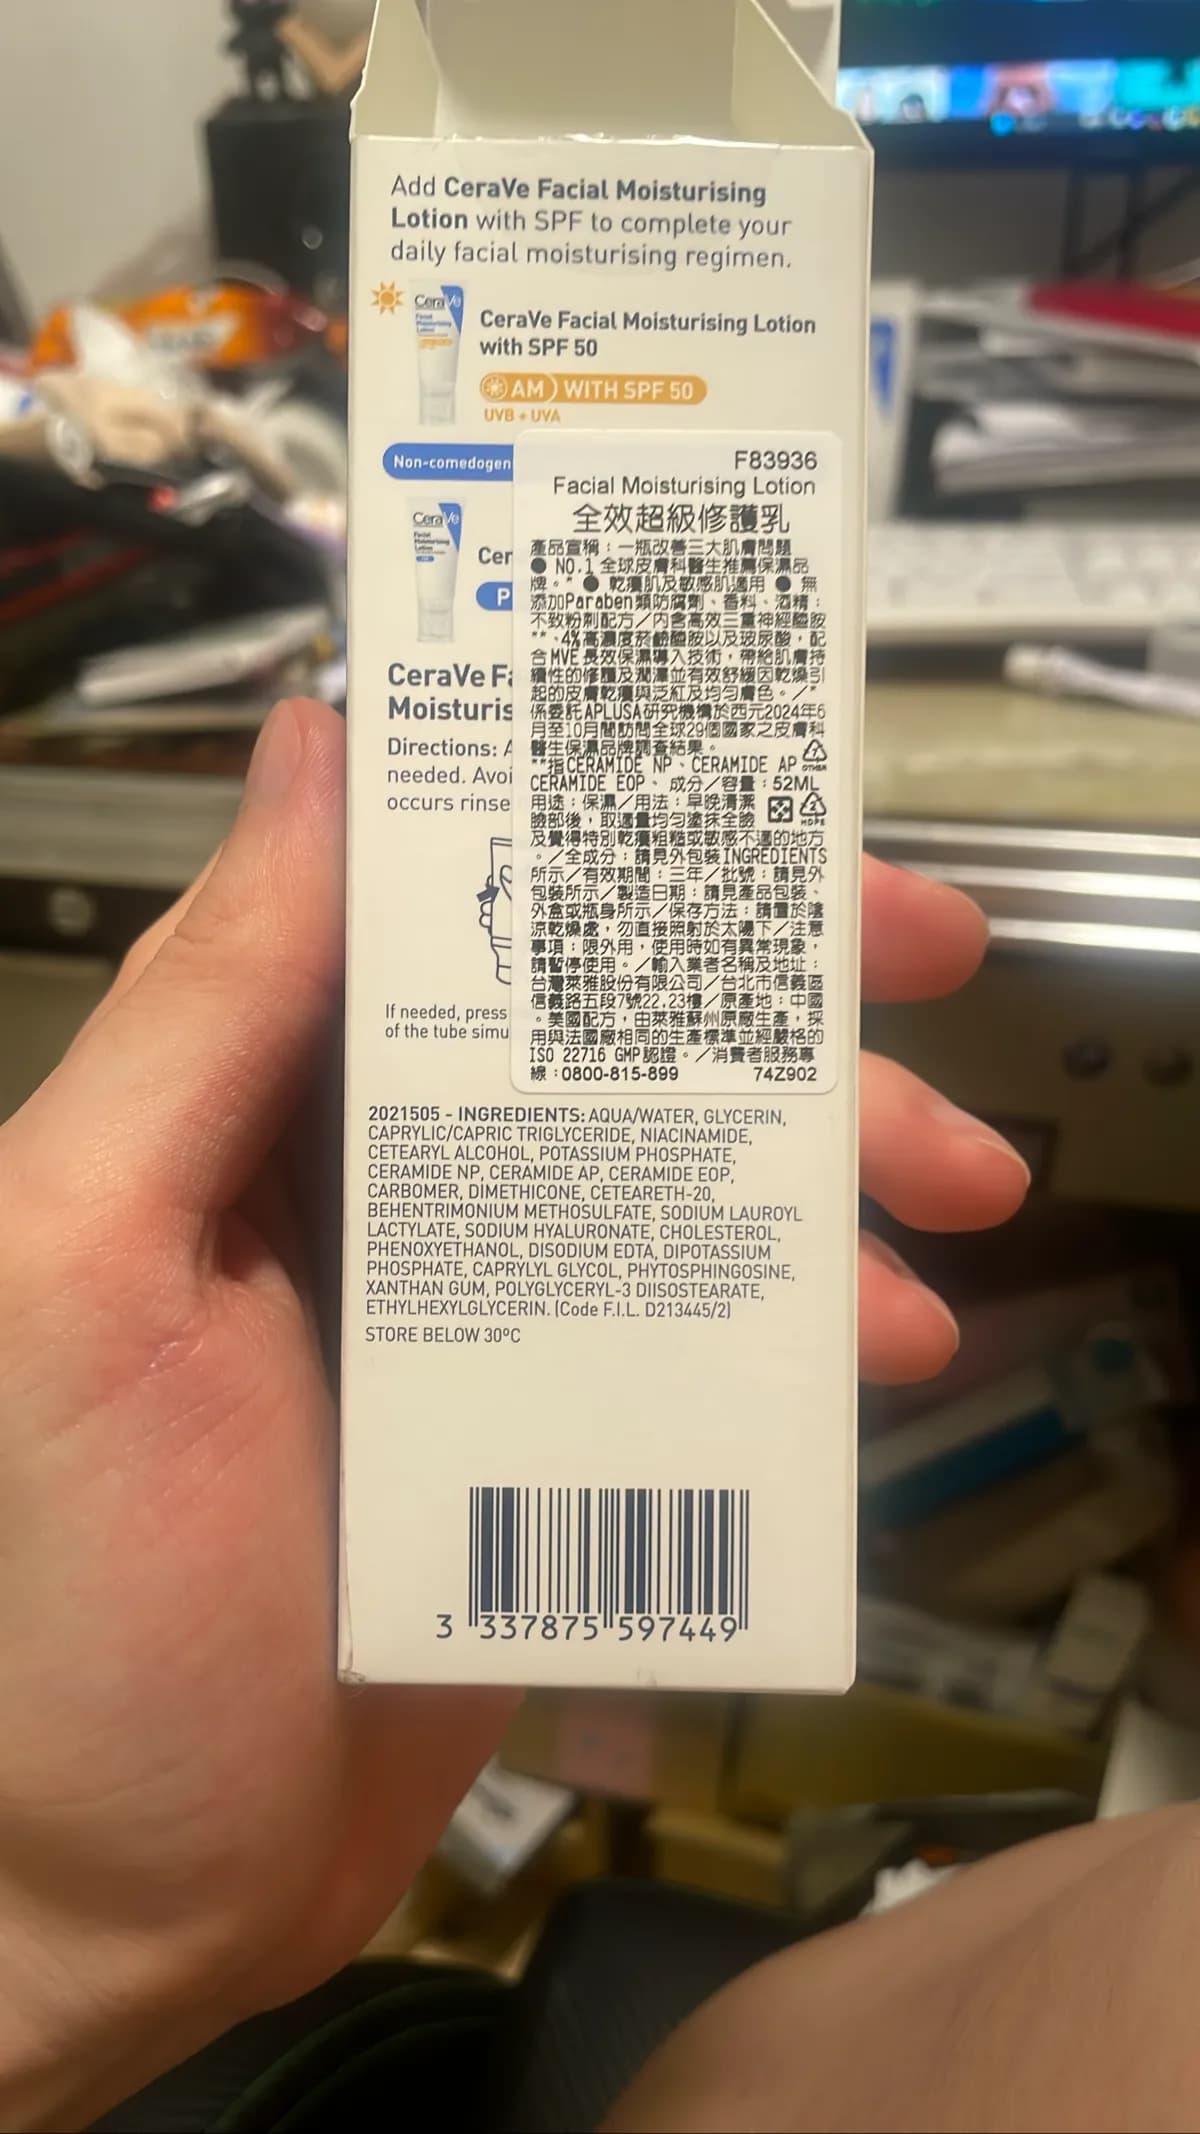 Add CeraVe Facial Moisturising
Lotion with SPF to complete your
daily facial moisturising regimen.
CeraVe
CeraVe Facial Moisturising Lotion
with SPF 50
AM WITH SPF 50
UVB + UVA
Non-comedogen
CeraVe
Cer
P
CeraVe Fa
Moisturis
Directions: A
needed. Avoi
occurs rinse
If needed, press
of the tube simu
F83936
Facial Moisturising Lotion
全效超級修護乳
產品宣稱：一瓶改善三大肌膚問題
● NO.1 全球皮膚科醫生推薦保濕品
牌。* ● 乾癢肌及敏感肌適用 ● 無
添加Paraben類防腐劑、香料、酒精；
不致粉刺配方／內含高效三重神經醯胺
**、4%高濃度菸鹼醯胺以及玻尿酸，配
合MVE長效保濕導入技術，帶給肌膚持
續性的修護及潤澤並有效舒緩因乾燥引
起的皮膚乾癢與泛紅及均勻膚色。／*
係委託APLUSA研究機構於西元2024年6
月至10月間訪問全球29個國家之皮膚科
醫生保濕品牌調查結果。
**指CERAMIDE NP、CERAMIDE AP
OTHER
CERAMIDE EOP、 成分／容量：52ML
用途：保濕／用法：早晚清潔
HDPE
臉部後，取適量均勻塗抹全臉
及覺得特別乾癢粗糙或敏感不適的地方
。／全成分：請見外包裝INGREDIENTS
所示／有效期間：三年／批號：請見外
包裝所示／製造日期：請見產品包裝、
外盒或瓶身所示／保存方法：請置於陰
涼乾燥處，勿直接照射於太陽下／注意
事項：限外用，使用時如有異常現象，
請暫停使用。／輸入業者名稱及地址：
台灣萊雅股份有限公司／台北市信義區
信義路五段7號22,23樓／原產地：中國
。美國配方，由萊雅蘇州原廠生產，採
用與法國廠相同的生產標準並經嚴格的
ISO 22716 GMP認證。／消費者服務專
線：0800-815-899 74Z902
2021505 - INGREDIENTS: AQUA/WATER, GLYCERIN,
CAPRYLIC/CAPRIC TRIGLYCERIDE, NIACINAMIDE,
CETEARYL ALCOHOL, POTASSIUM PHOSPHATE,
CERAMIDE NP, CERAMIDE AP, CERAMIDE EOP,
CARBOMER, DIMETHICONE, CETEARETH-20,
BEHENTRIMONIUM METHOSULFATE, SODIUM LAUROYL
LACTYLATE, SODIUM HYALURONATE, CHOLESTEROL,
PHENOXYETHANOL, DISODIUM EDTA, DIPOTASSIUM
PHOSPHATE, CAPRYLYL GLYCOL, PHYTOSPHINGOSINE,
XANTHAN GUM, POLYGLYCERYL-3 DIISOSTEARATE,
ETHYLHEXYLGLYCERIN. (Code F.I.L. D213445/2)
STORE BELOW 30ºC
3 337875 597449